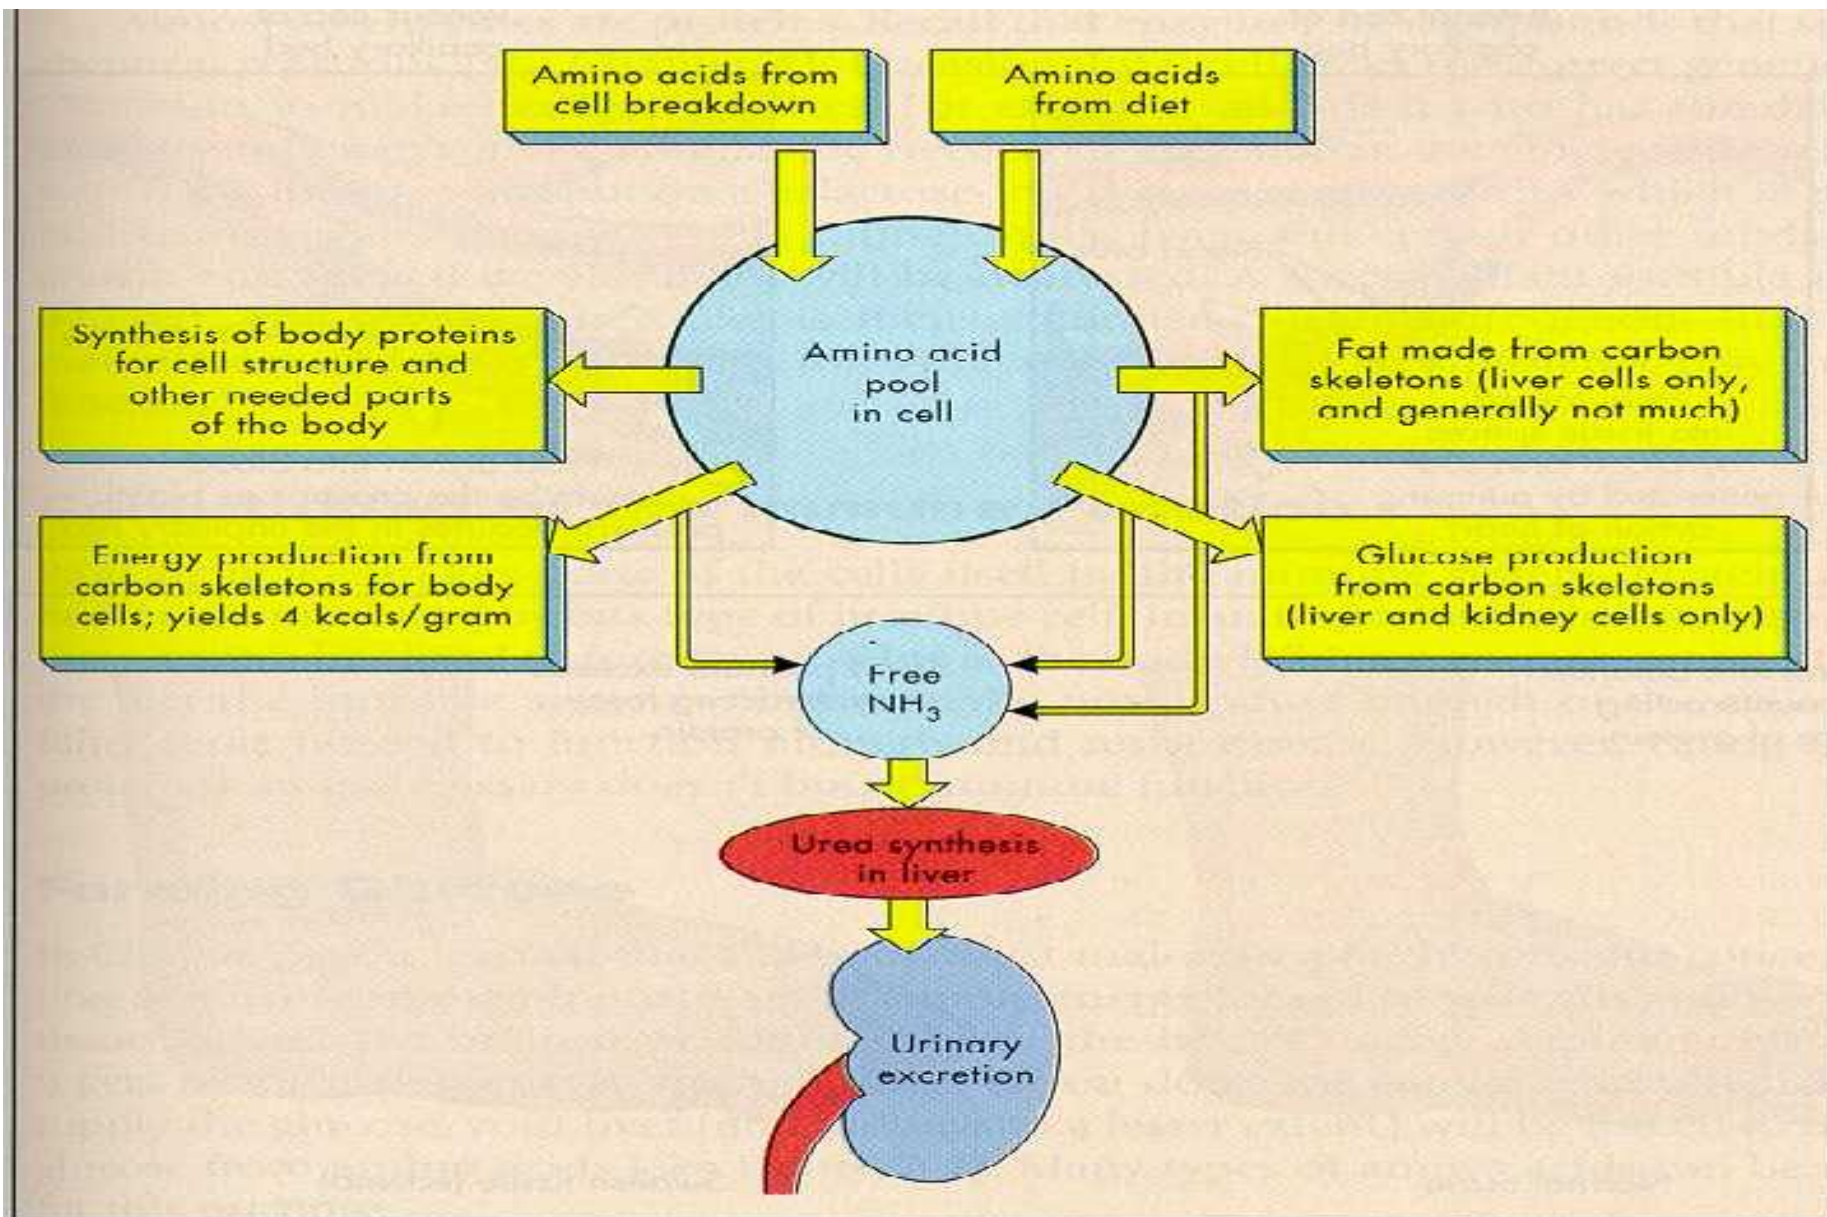 Amino acids from
cell breakdown
Amino acids
from diet
Amino acid
pool
in cell
Synthesis of body proteins
for cell structure and
other needed parts
of the body
Fat made from carbon
skeletons (liver cells only,
and generally not much)
Energy production from
carbon skeletons for body
cells; yields 4 kcals/gram
Glucose production
from carbon skeletons
(liver and kidney cells only)
Free
NH₃
Urea synthesis
in liver
Urinary
excretion